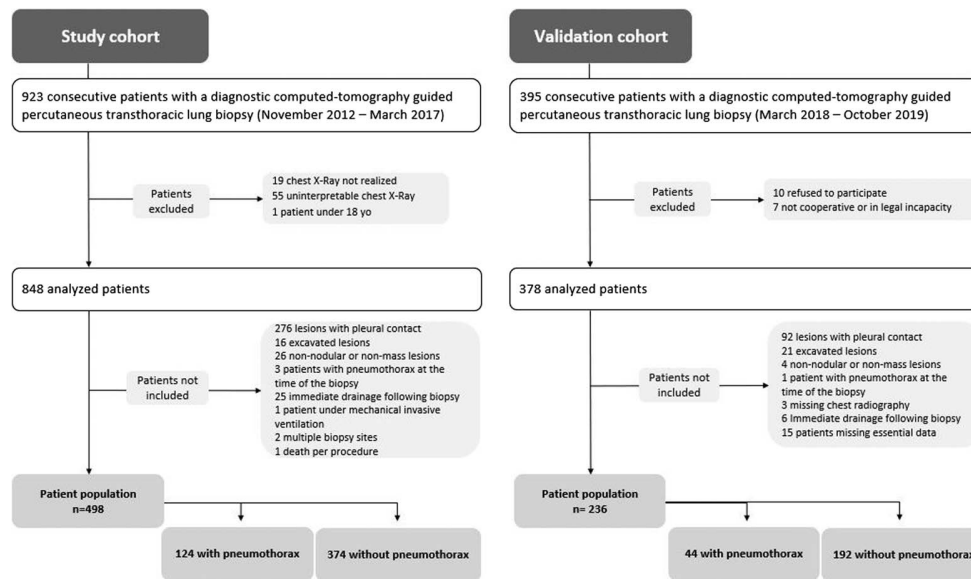 Study cohort
923 consecutive patients with a diagnostic computed-tomography guided
percutaneous transthoracic lung biopsy (November 2012 – March 2017)
Patients
excluded
19 chest X-Ray not realized
55 uninterpretable chest X-Ray
1 patient under 18 yo
848 analyzed patients
Patients not
included
276 lesions with pleural contact
16 excavated lesions
26 non-nodular or non-mass lesions
3 patients with pneumothorax at the
time of the biopsy
25 immediate drainage following biopsy
1 patient under mechanical invasive
ventilation
2 multiple biopsy sites
1 death per procedure
Patient population
n=498
124 with pneumothorax
374 without pneumothorax
Validation cohort
395 consecutive patients with a diagnostic computed-tomography guided
percutaneous transthoracic lung biopsy (March 2018 – October 2019)
Patients
excluded
10 refused to participate
7 not cooperative or in legal incapacity
378 analyzed patients
Patients not
included
92 lesions with pleural contact
21 excavated lesions
4 non-nodular or non-mass lesions
1 patient with pneumothorax at the
time of the biopsy
3 missing chest radiography
6 Immediate drainage following biopsy
15 patients missing essential data
Patient population
n= 236
44 with pneumothorax
192 without pneumothorax